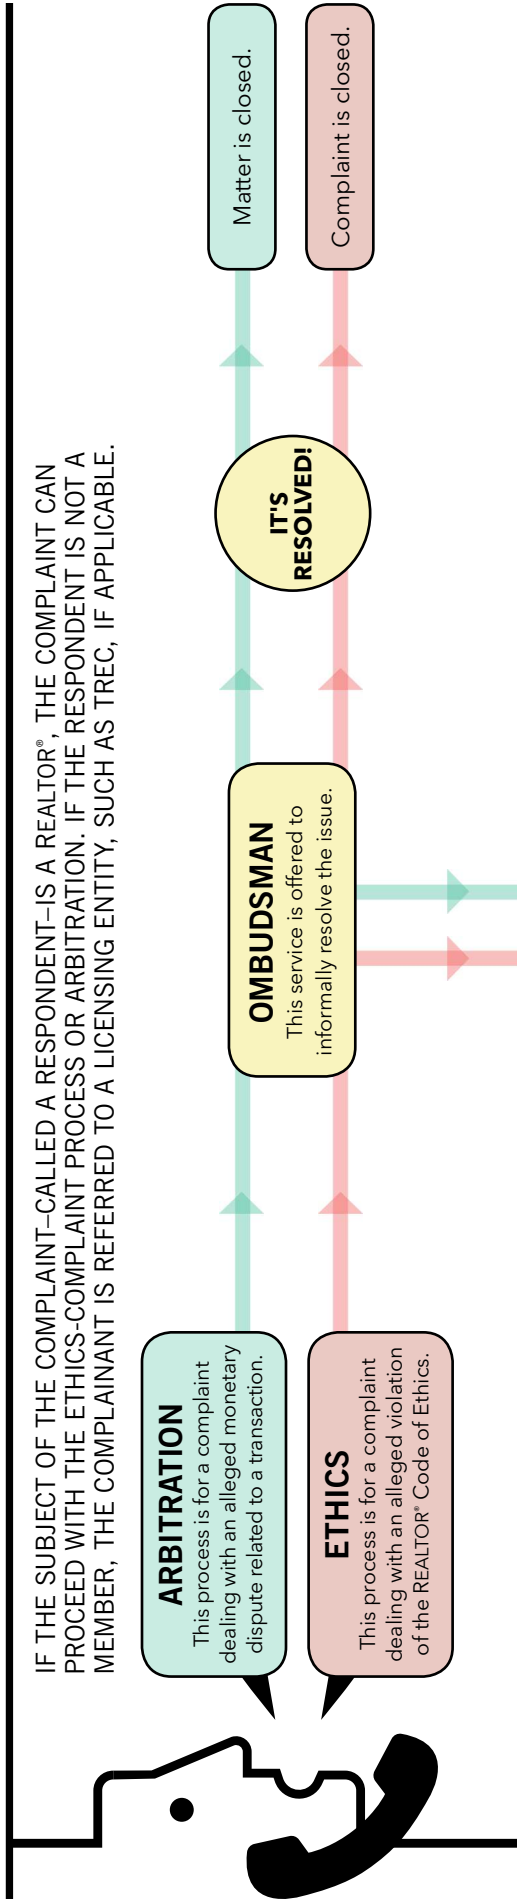 IF THE SUBJECT OF THE COMPLAINT–CALLED A RESPONDENT–IS A REALTOR®, THE COMPLAINT CAN
PROCEED WITH THE ETHICS-COMPLAINT PROCESS OR ARBITRATION. IF THE RESPONDENT IS NOT A
MEMBER, THE COMPLAINANT IS REFERRED TO A LICENSING ENTITY, SUCH AS TREC, IF APPLICABLE.
ARBITRATION
This process is for a complaint
dealing with an alleged monetary
dispute related to a transaction.
ETHICS
This process is for a complaint
dealing with an alleged violation
of the REALTOR® Code of Ethics.
OMBUDSMAN
This service is offered to
informally resolve the issue.
IT'S
RESOLVED!
Matter is closed.
Complaint is closed.